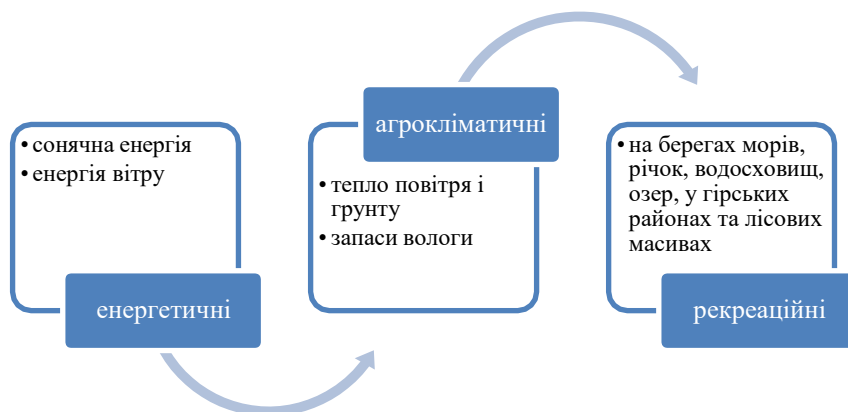 • сонячна енергія
• енергія вітру
енергетичні
агрокліматичні
• тепло повітря і
грунту
• запаси вологи
• на берегах морів,
річок, водосховищ,
озер, у гірських
районах та лісових
масивах
рекреаційні